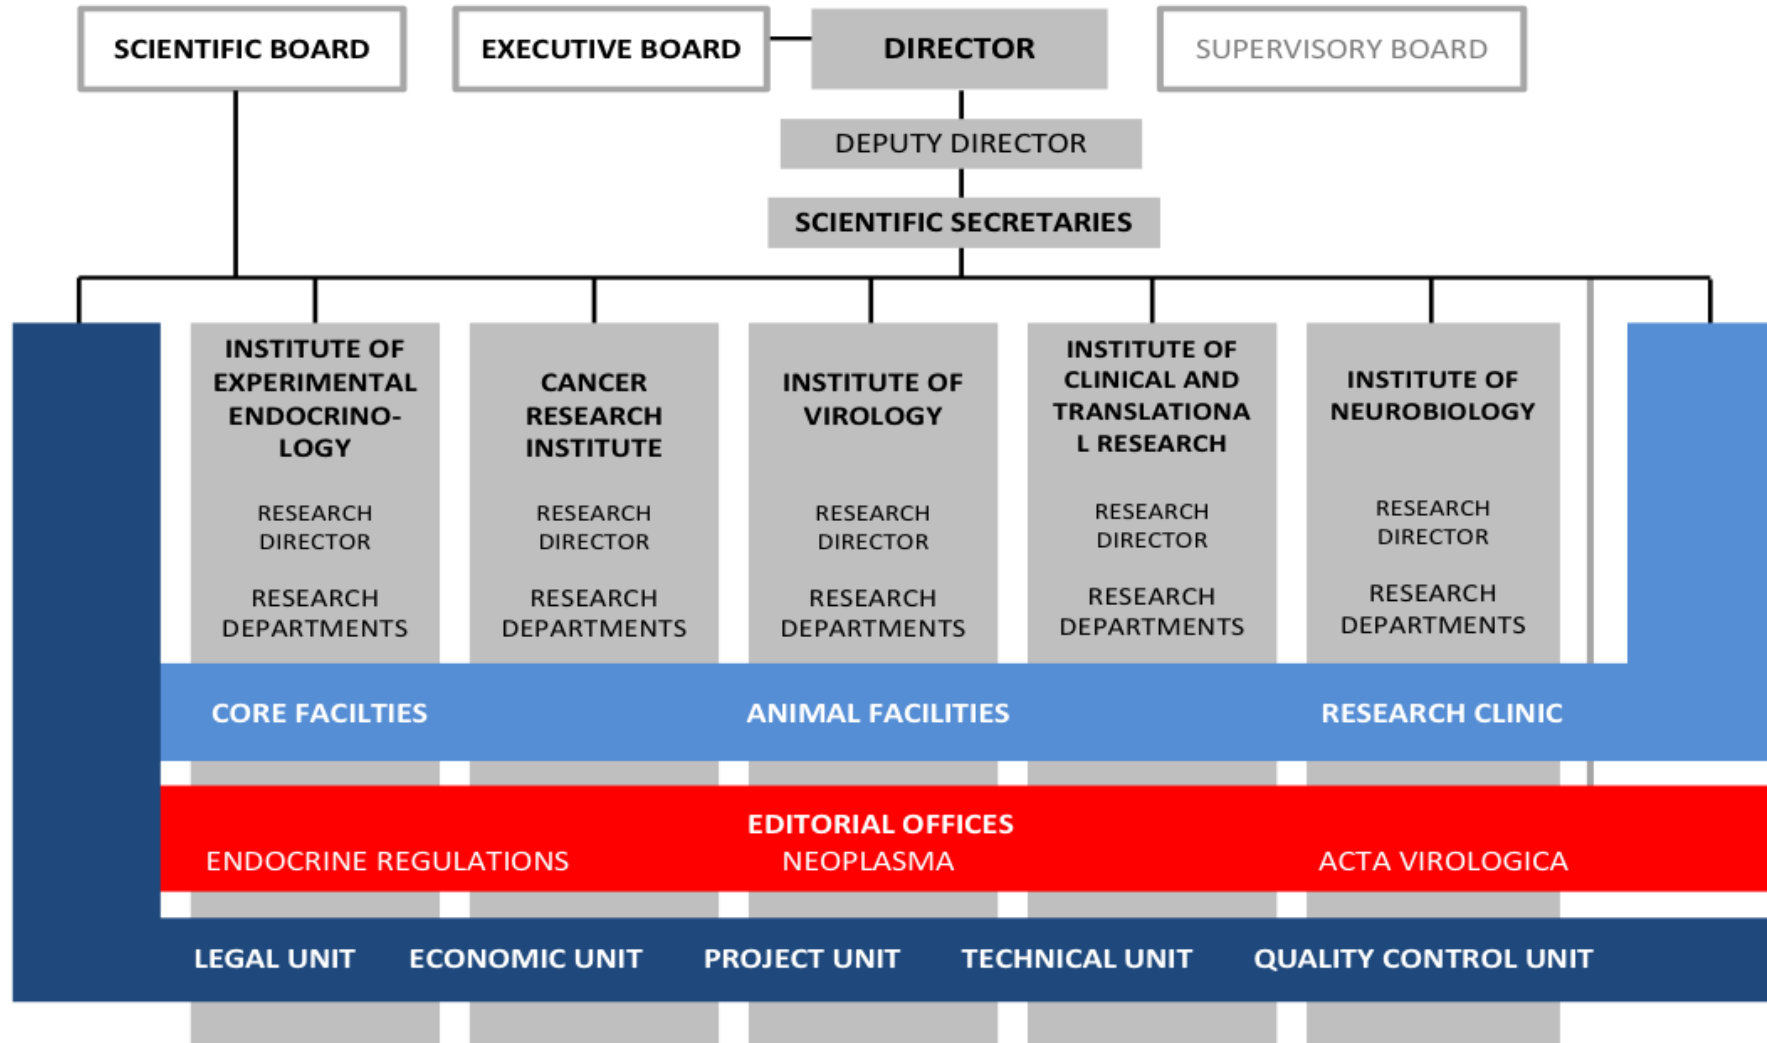 SCIENTIFIC BOARD
EXECUTIVE BOARD
DIRECTOR
SUPERVISORY BOARD
DEPUTY DIRECTOR
SCIENTIFIC SECRETARIES
INSTITUTE OF
EXPERIMENTAL
ENDOCRINO-
LOGY
RESEARCH
DIRECTOR
RESEARCH
DEPARTMENTS
CANCER
RESEARCH
INSTITUTE
RESEARCH
DIRECTOR
RESEARCH
DEPARTMENTS
INSTITUTE OF
VIROLOGY
RESEARCH
DIRECTOR
RESEARCH
DEPARTMENTS
INSTITUTE OF
CLINICAL AND
TRANSLATIONA
L RESEARCH
RESEARCH
DIRECTOR
RESEARCH
DEPARTMENTS
INSTITUTE OF
NEUROBIOLOGY
RESEARCH
DIRECTOR
RESEARCH
DEPARTMENTS
CORE FACILTIES
ANIMAL FACILITIES
RESEARCH CLINIC
EDITORIAL OFFICES
ENDOCRINE REGULATIONS
NEOPLASMA
ACTA VIROLOGICA
LEGAL UNIT
ECONOMIC UNIT
PROJECT UNIT
TECHNICAL UNIT
QUALITY CONTROL UNIT